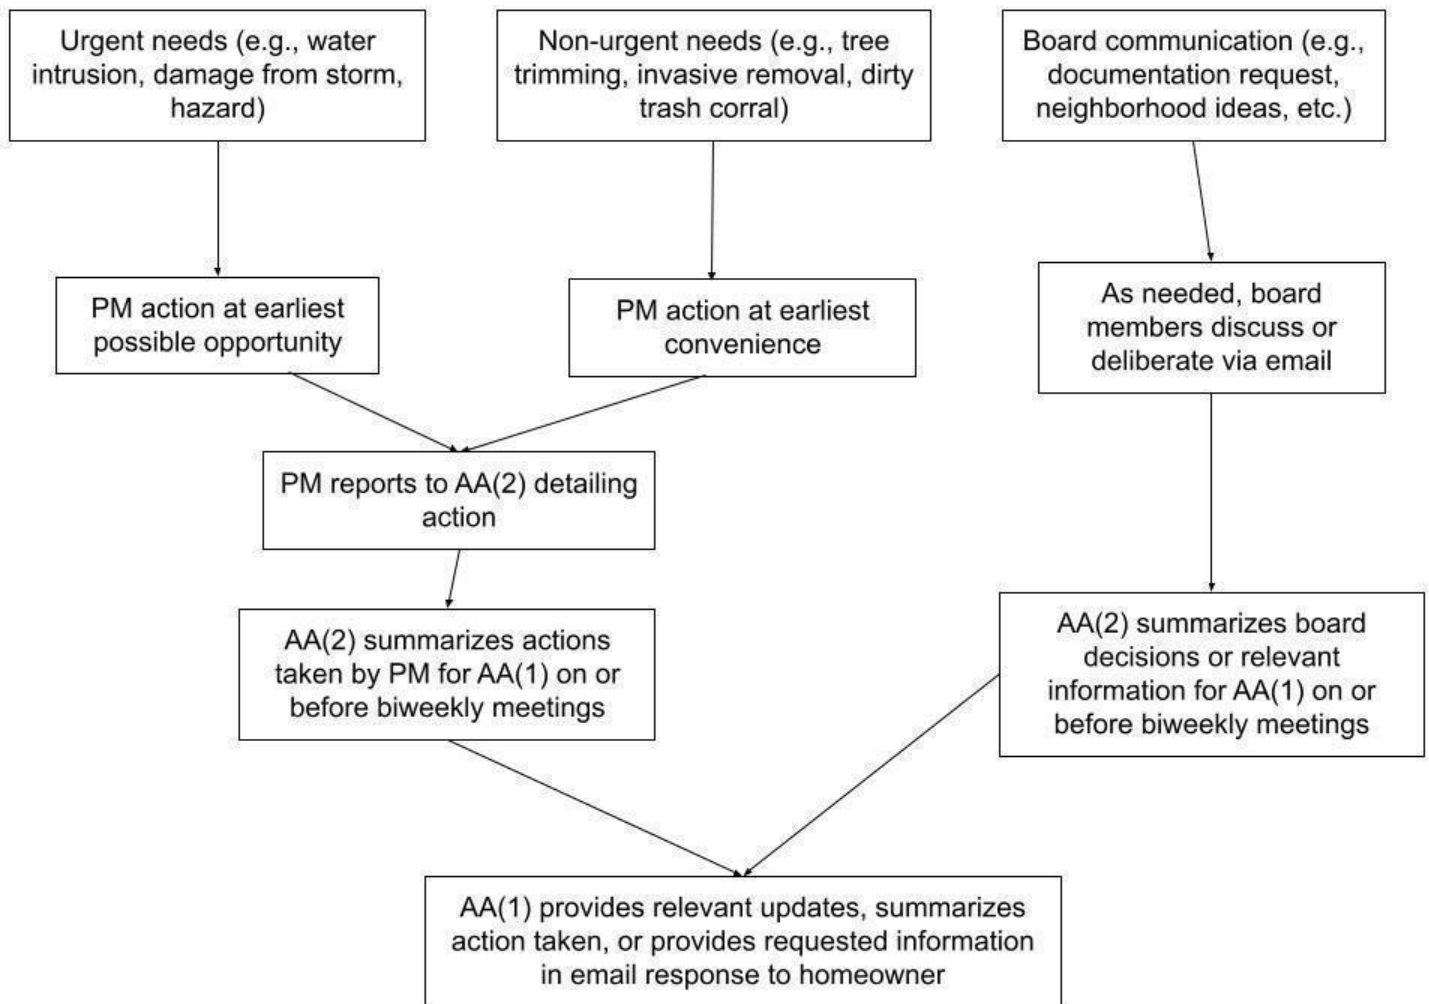 Urgent needs (e.g., water
intrusion, damage from storm,
hazard)
Non-urgent needs (e.g., tree
trimming, invasive removal, dirty
trash corral)
Board communication (e.g.,
documentation request,
neighborhood ideas, etc.)
PM action at earliest
possible opportunity
PM action at earliest
convenience
As needed, board
members discuss or
deliberate via email
PM reports to AA(2) detailing
action
AA(2) summarizes actions
taken by PM for AA(1) on or
before biweekly meetings
AA(2) summarizes board
decisions or relevant
information for AA(1) on or
before biweekly meetings
AA(1) provides relevant updates, summarizes
action taken, or provides requested information
in email response to homeowner